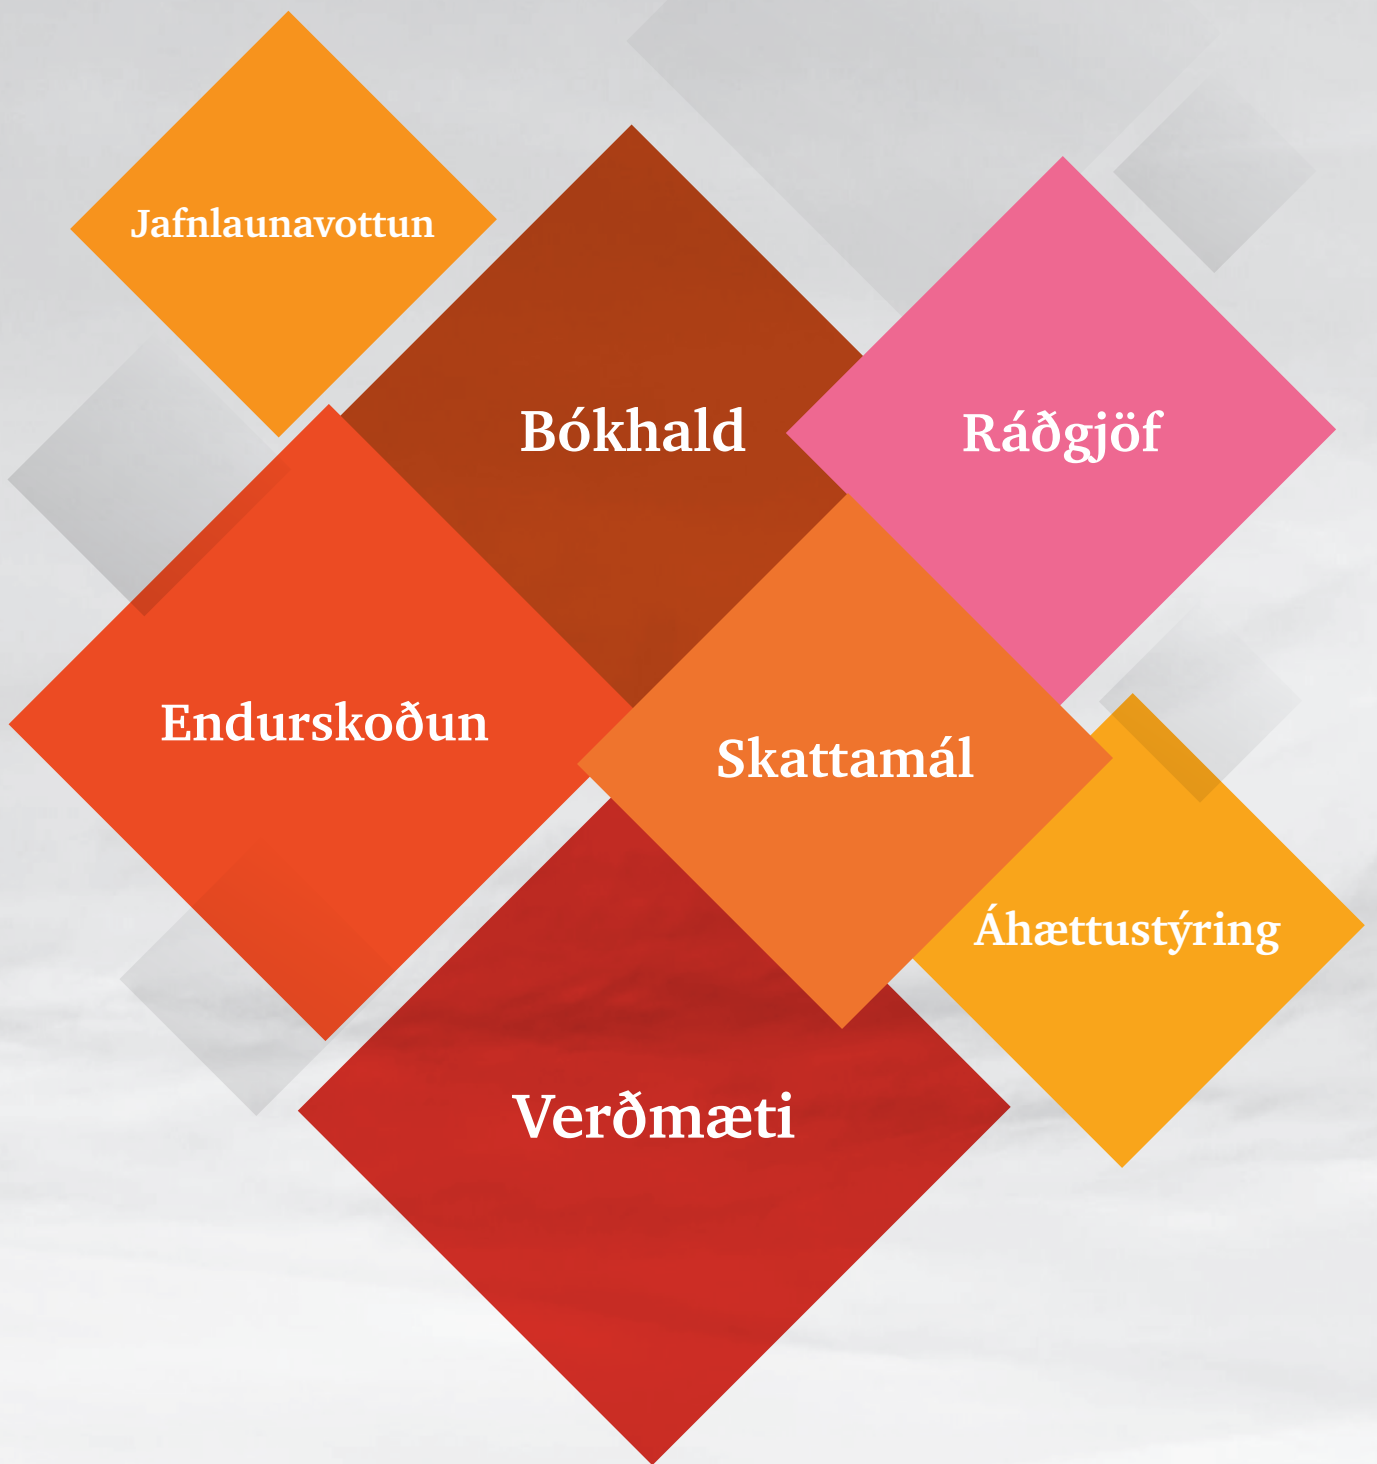 Jafnlaunavottun
Bókhald
Ráðgjöf
Endurskoðun
Skattamál
Áhættustýring
Verðmæti